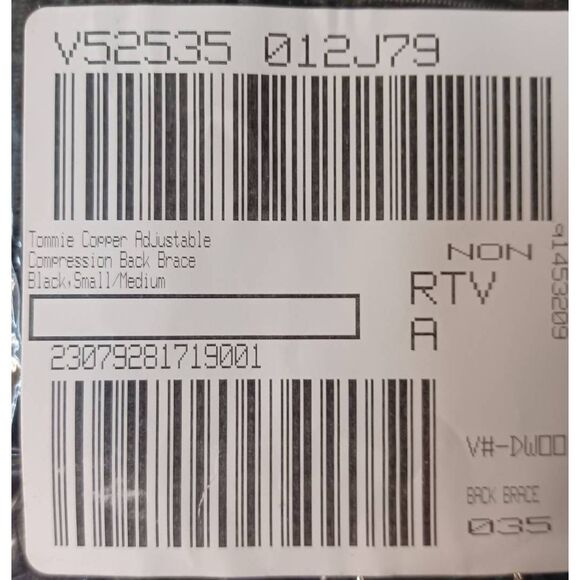 V52535 012J79
Tommie Copper Adjustable
Compression Back Brace
Black,Small/Medium
23079281719001
NON
RTV
A
91453209
V#-DW00
BACK BRACE
035